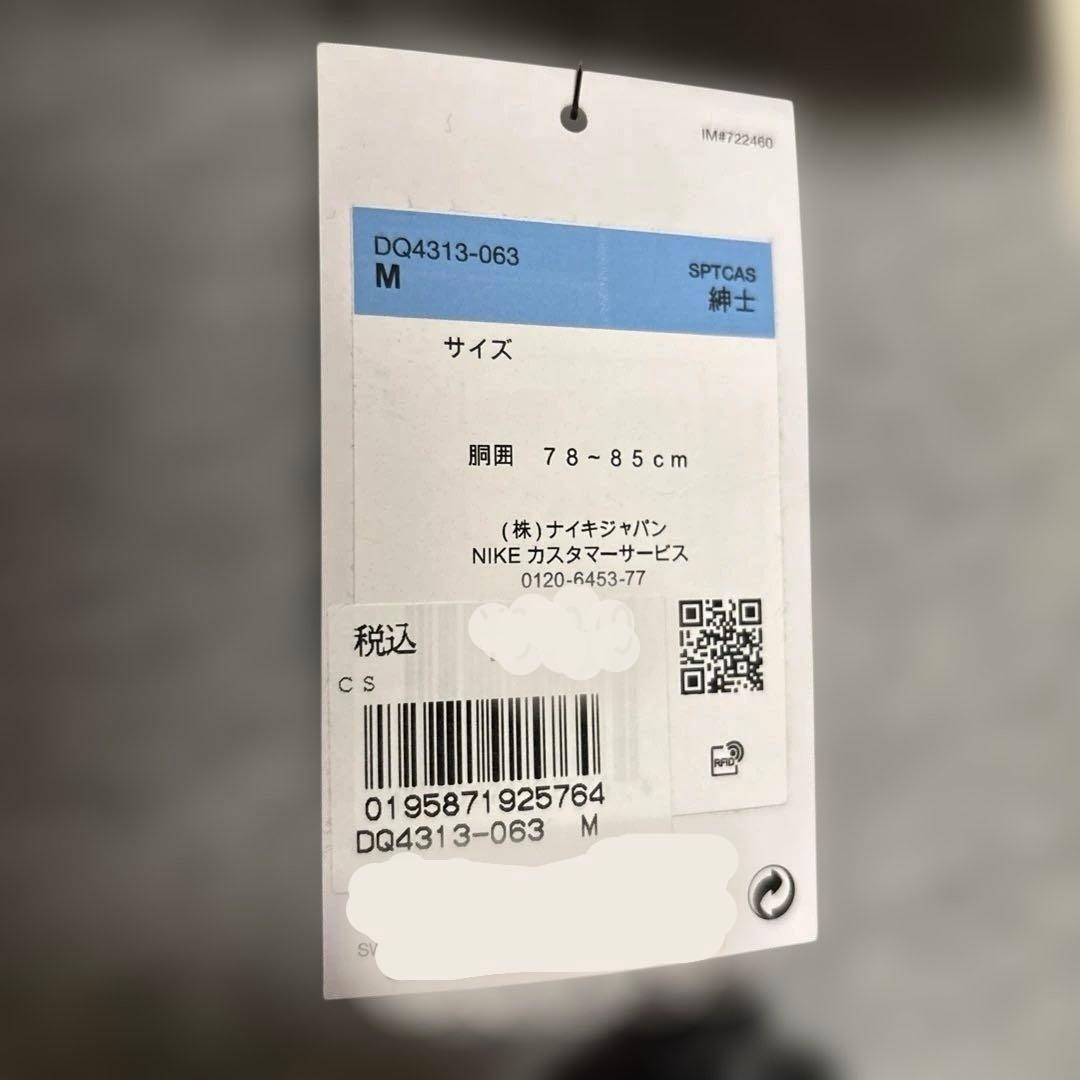 IM#722460
DQ4313-063
M
SPTCAS
紳士
サイズ
胴囲 78~85cm
(株)ナイキジャパン
NIKE カスタマーサービス
0120-6453-77
税込
CS
RFID
0195871925764
DQ4313-063 M